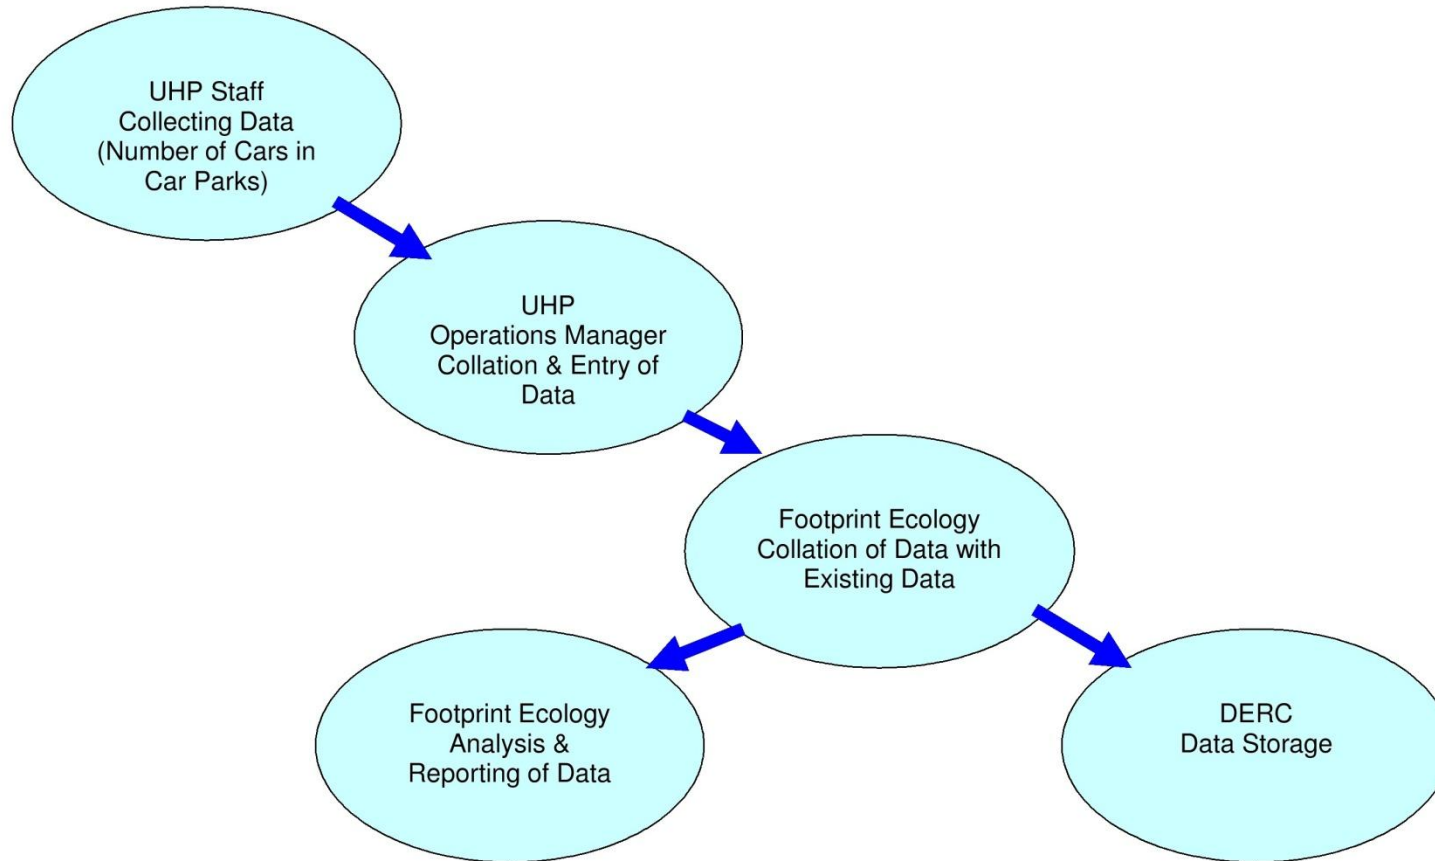 UHP Staff
Collecting Data
(Number of Cars in
Car Parks)
UHP
Operations Manager
Collation & Entry of
Data
Footprint Ecology
Collation of Data with
Existing Data
Footprint Ecology
Analysis &
Reporting of Data
DERC
Data Storage